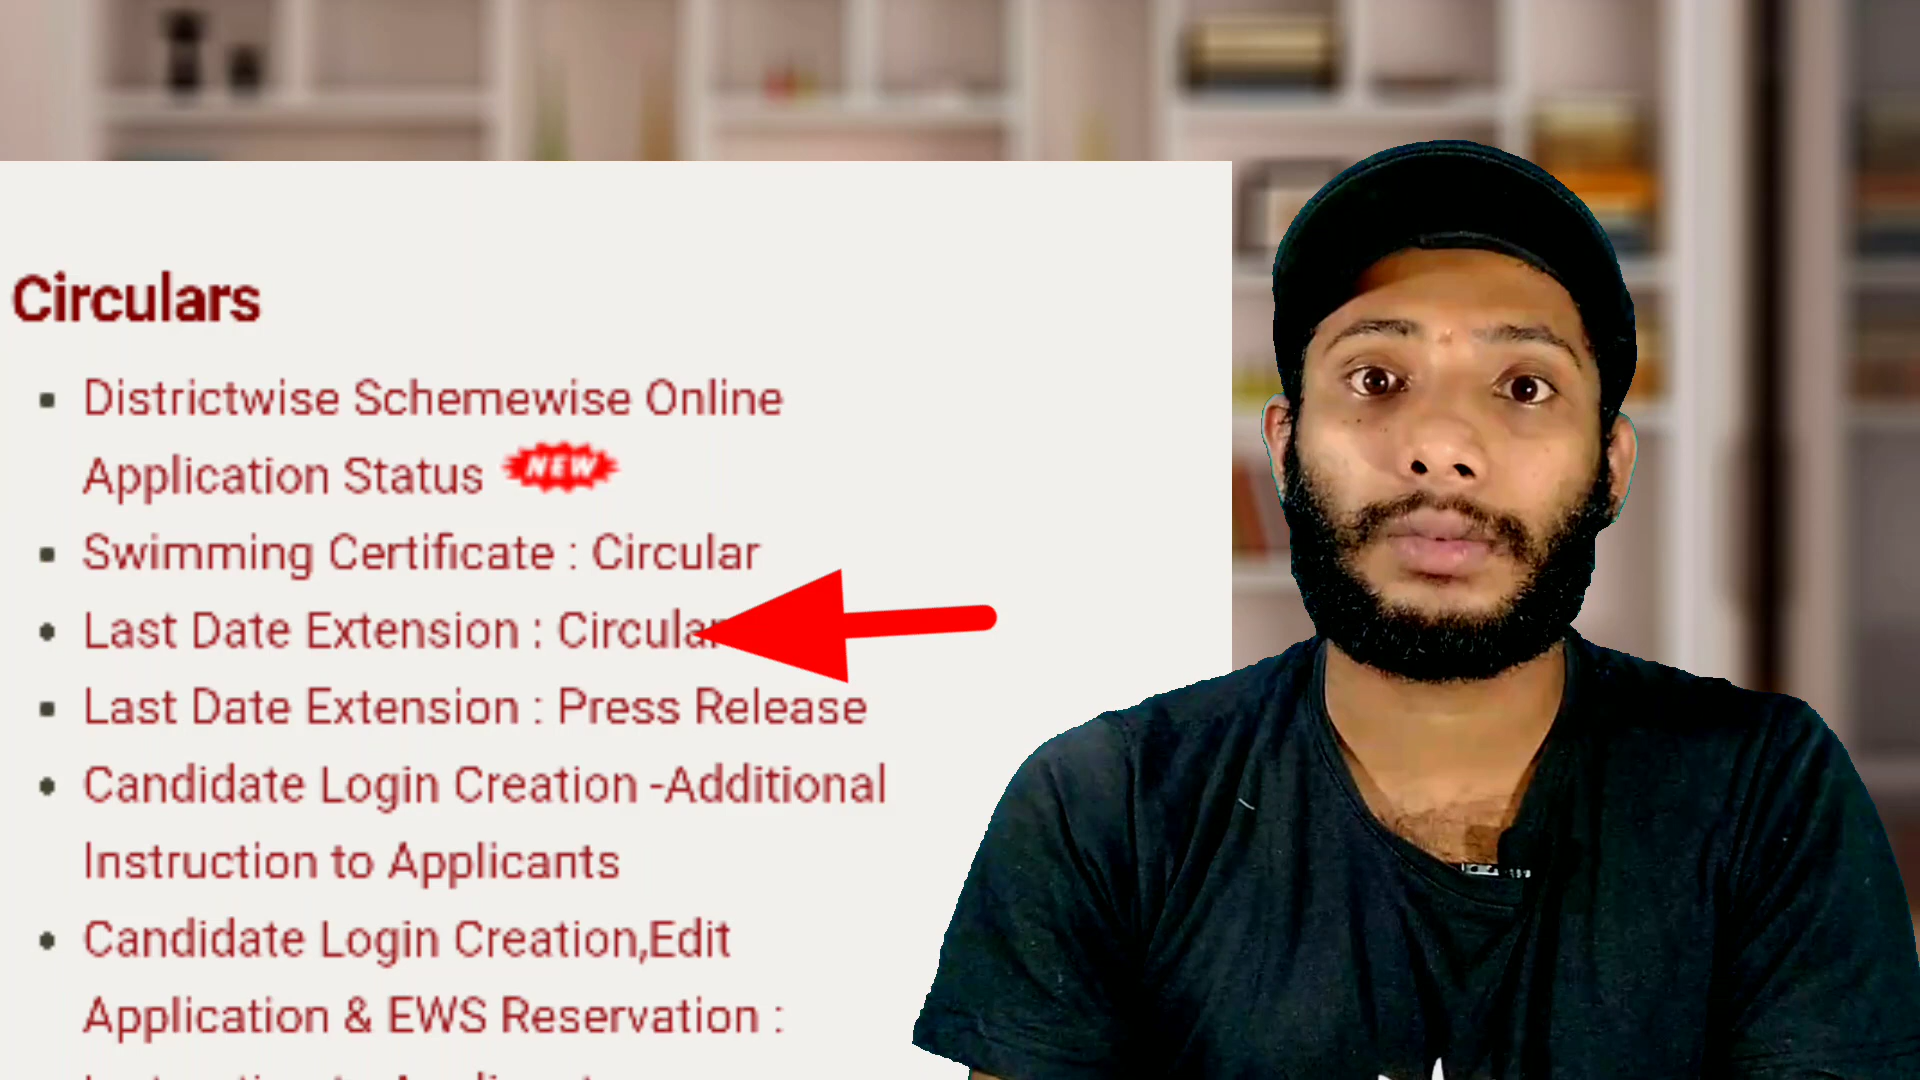 Circulars
Districtwise Schemewise Online
Application Status NEW
Swimming Certificate : Circular
Last Date Extension : Circular
Last Date Extension : Press Release
Candidate Login Creation -Additional
Instruction to Applicants
Candidate Login Creation,Edit
Application & EWS Reservation :